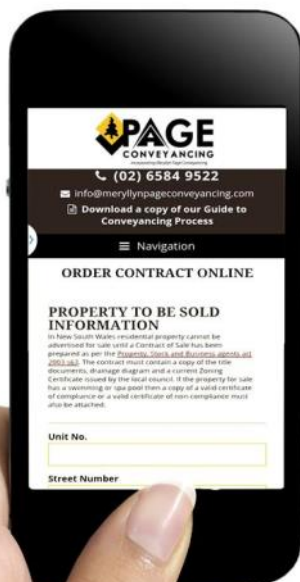 PAGE
CONVEYANCING
(02) 6584 9522
info@meryllynpageconveyancing.com
Download a copy of our Guide to
Conveyancing Process
Navigation
ORDER CONTRACT ONLINE
PROPERTY TO BE SOLD
INFORMATION
In New South Wales residential property cannot be
advertised for sale until a Contract of Sale has been
prepared as per the Property, Stock and Business agents act
2003 s63. The contract must contain a copy of the title
documents, drainage diagram and a current Zoning
Certificate issued by the local council. If the property for sale
has a swimming or spa pool then a copy of a valid certificate
of compliance or a valid certificate of non-compliance must
also be attached.
Unit No.
Street Number